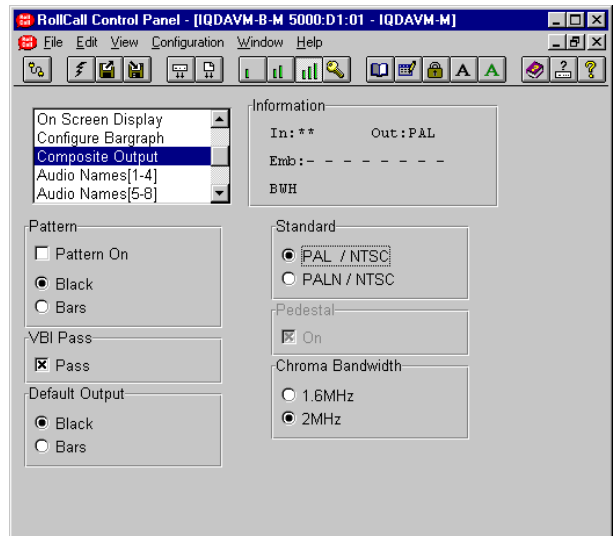 RollCall Control Panel - [IQDAVM-B-M 5000:D1:01 - IQDAVM-M]
File Edit View Configuration Window Help
On Screen Display
Configure Bargraph
Composite Output
Audio Names[1-4]
Audio Names[5-8]
Information
In:** Out:PAL
Emb:- - - - - - - -
BWH
Pattern
Pattern On
Black
Bars
VBI Pass
Pass
Default Output
Black
Bars
Standard
PAL / NTSC
PALN / NTSC
Pedestal
On
Chroma Bandwidth
1.6MHz
2MHz